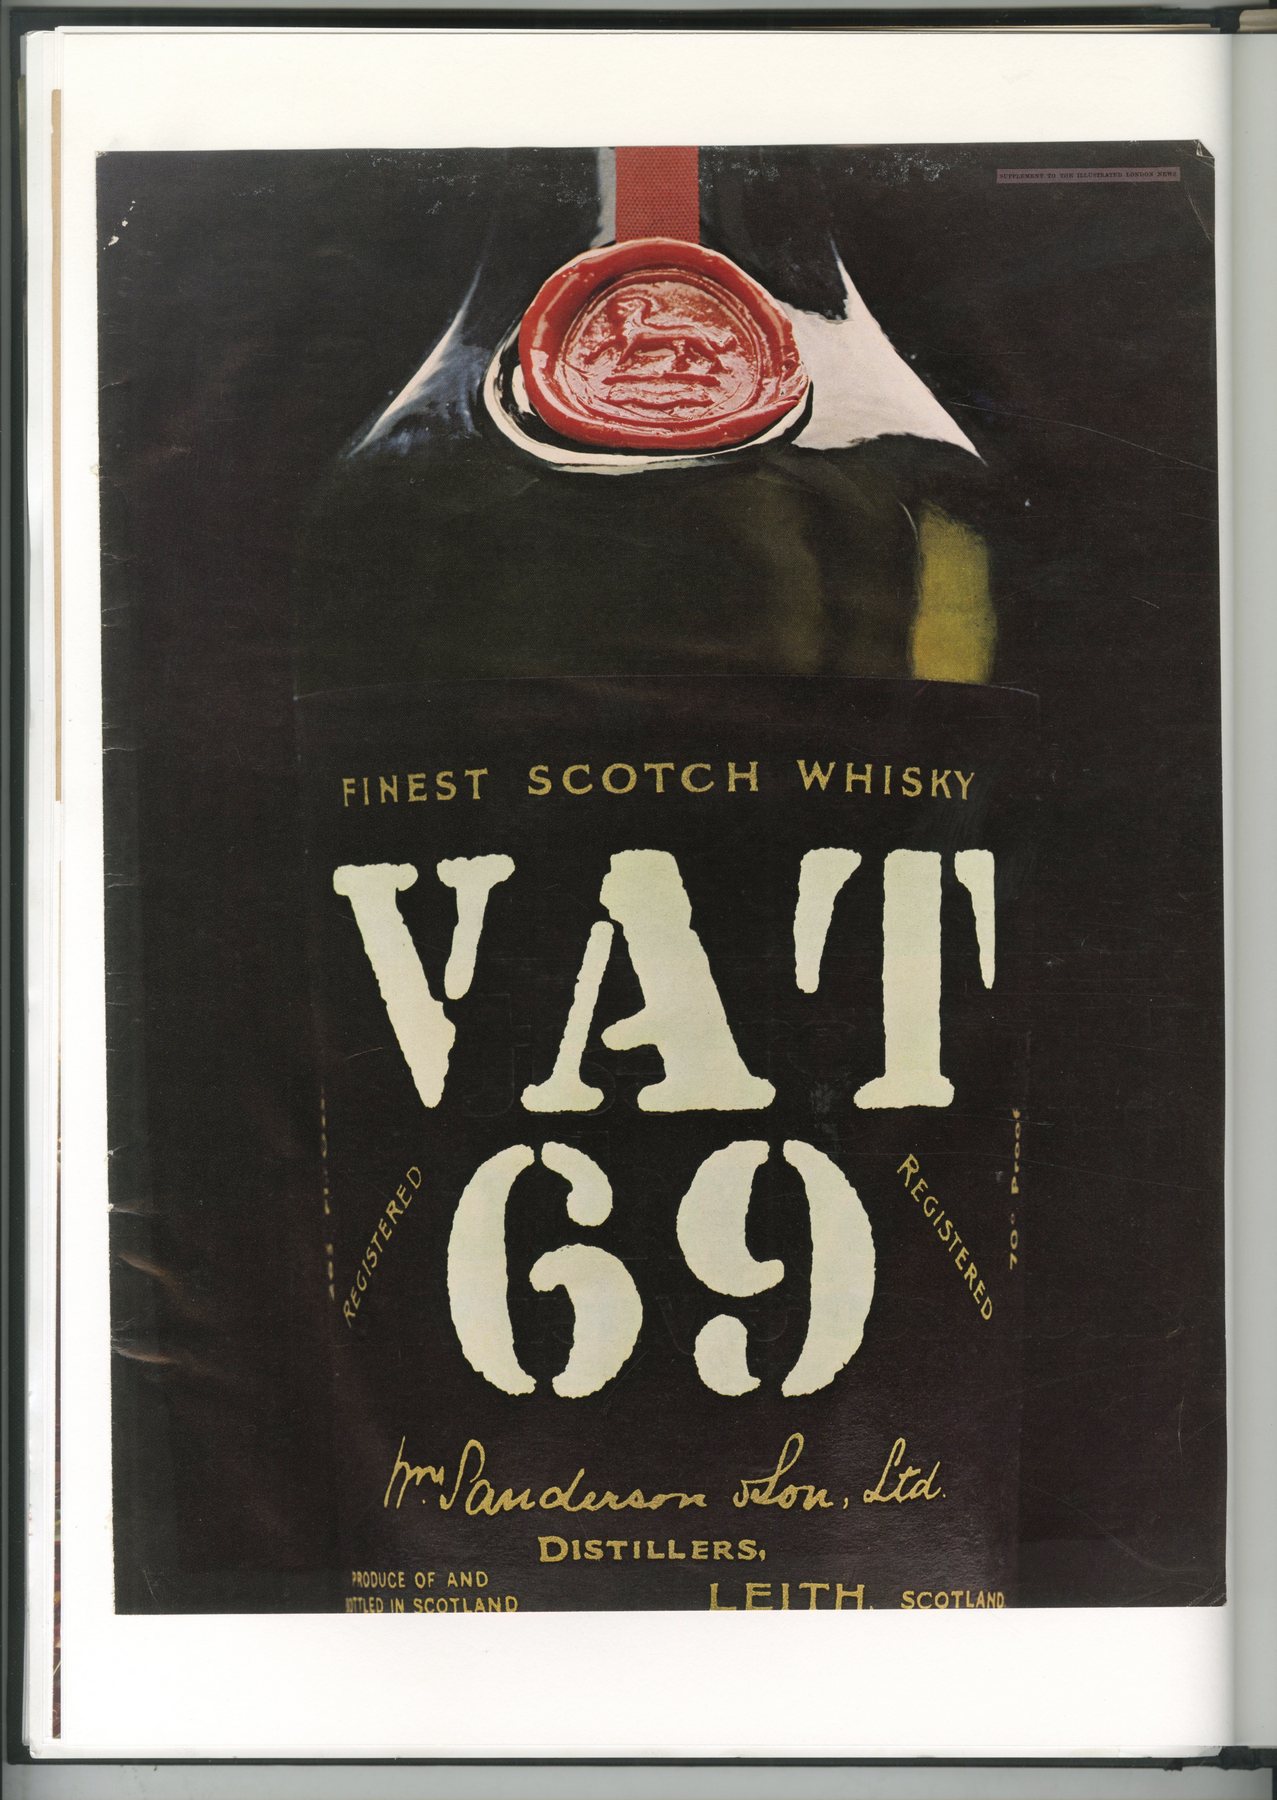 SUPPLEMENT TO THE ILLUSTRATED LONDON NEWS
FINEST SCOTCH WHISKY
VAT
69
REGISTERED
REGISTERED
70° Proof
Wm. Sanderson & Son, Ltd.
DISTILLERS,
PRODUCE OF AND
BOTTLED IN SCOTLAND
LEITH, SCOTLAND